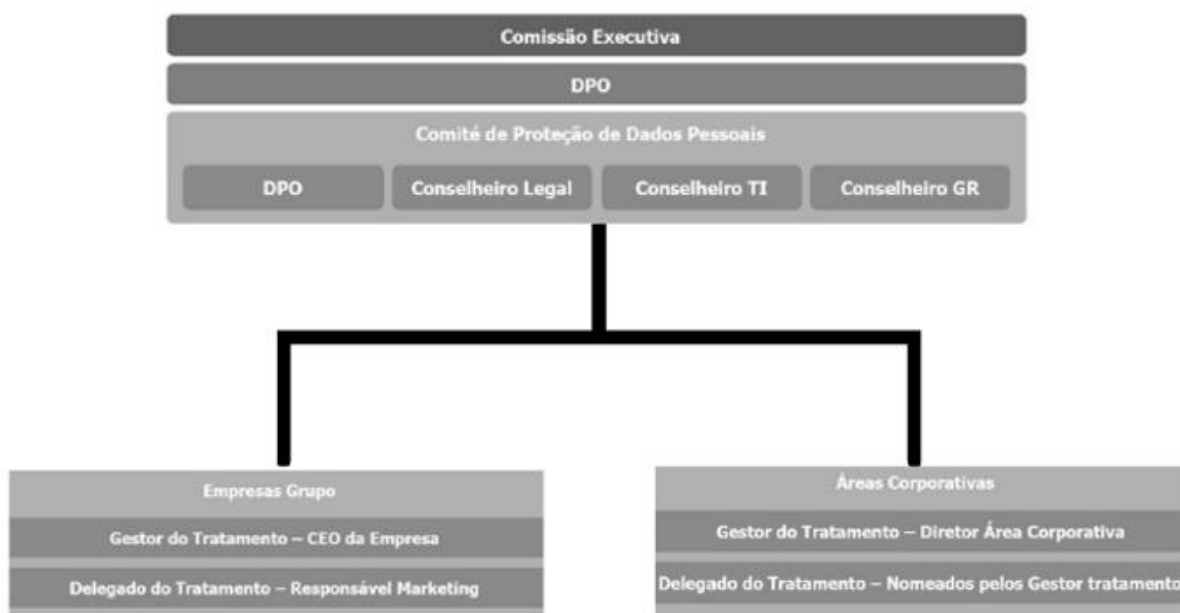 Comissão Executiva
DPO
Comité de Proteção de Dados Pessoais
DPO
Conselheiro Legal
Conselheiro TI
Conselheiro GR
Empresas Grupo
Gestor do Tratamento – CEO da Empresa
Delegado do Tratamento – Responsável Marketing
Áreas Corporativas
Gestor do Tratamento – Diretor Área Corporativa
Delegado do Tratamento – Nomeados pelos Gestor tratamento